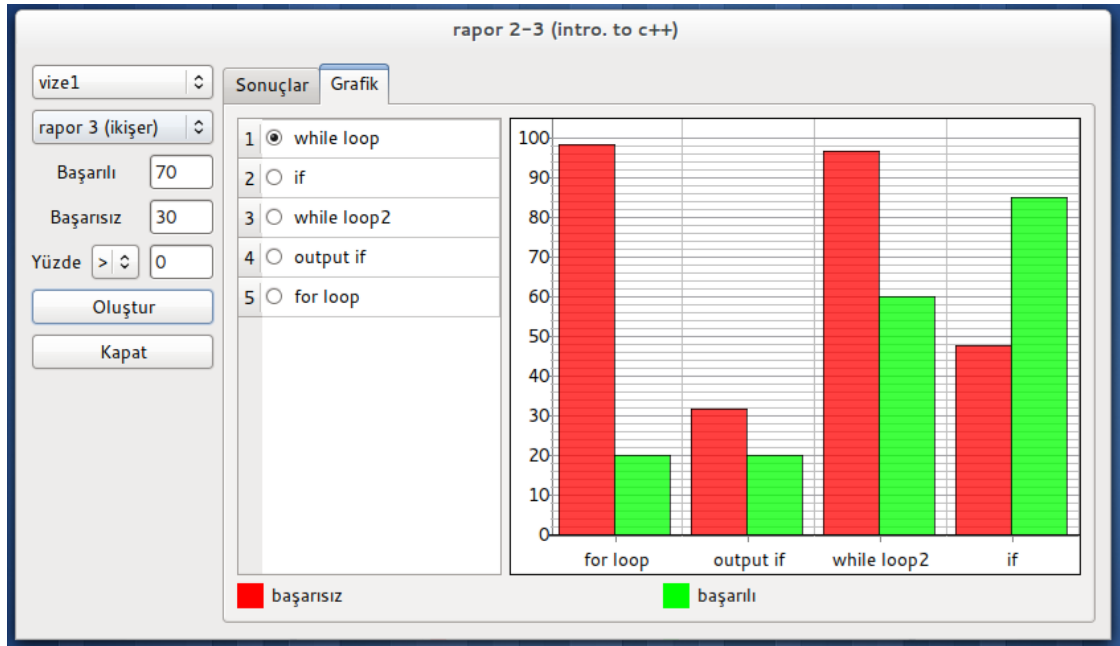 rapor 2-3 (intro. to c++)
vize1
rapor 3 (ikişer)
Başarılı 70
Başarısız 30
Yüzde > 0
Oluştur
Kapat
Sonuçlar Grafik
1 while loop
2 if
3 while loop2
4 output if
5 for loop
100
90
80
70
60
50
40
30
20
10
0
for loop output if while loop2 if
başarısız başarılı